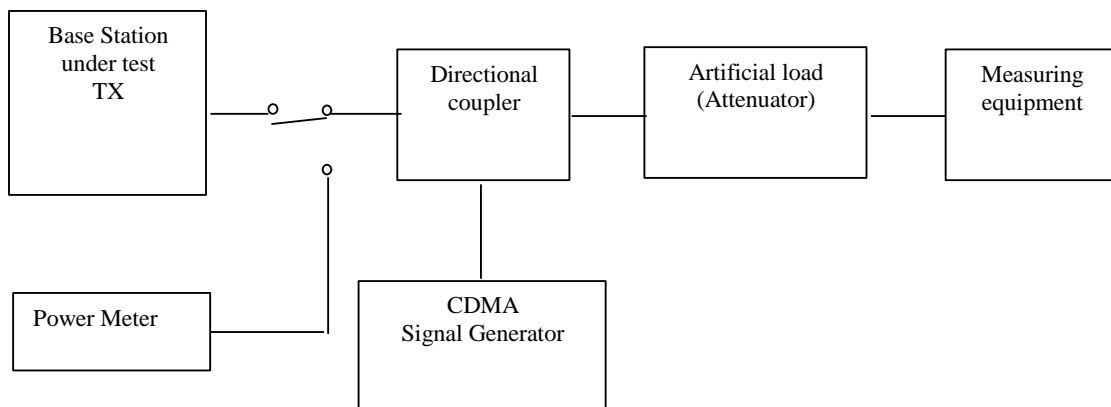 Base Station
under test
TX
Directional
coupler
Artificial load
(Attenuator)
Measuring
equipment
Power Meter
CDMA
Signal Generator